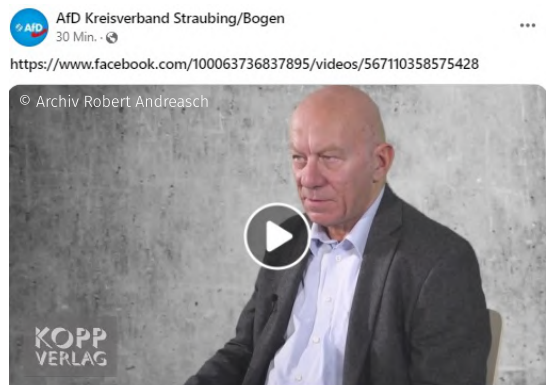 AfD Kreisverband Straubing/Bogen
AfD
30 Min. ·
https://www.facebook.com/100063736837895/videos/567110358575428
© Archiv Robert Andreasch
KOPP
VERLAG